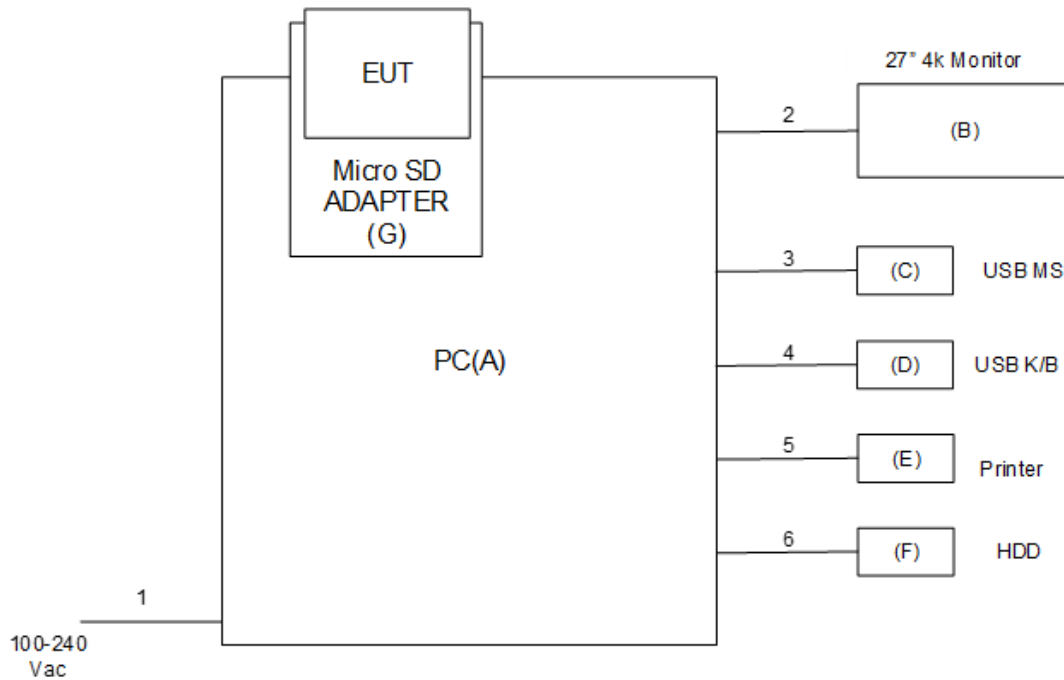 EUT
Micro SD
ADAPTER
(G)
PC(A)
27" 4k Monitor
2
(B)
3
(C)
USB MS
4
(D)
USB K/B
5
(E)
Printer
6
(F)
HDD
1
100-240
Vac